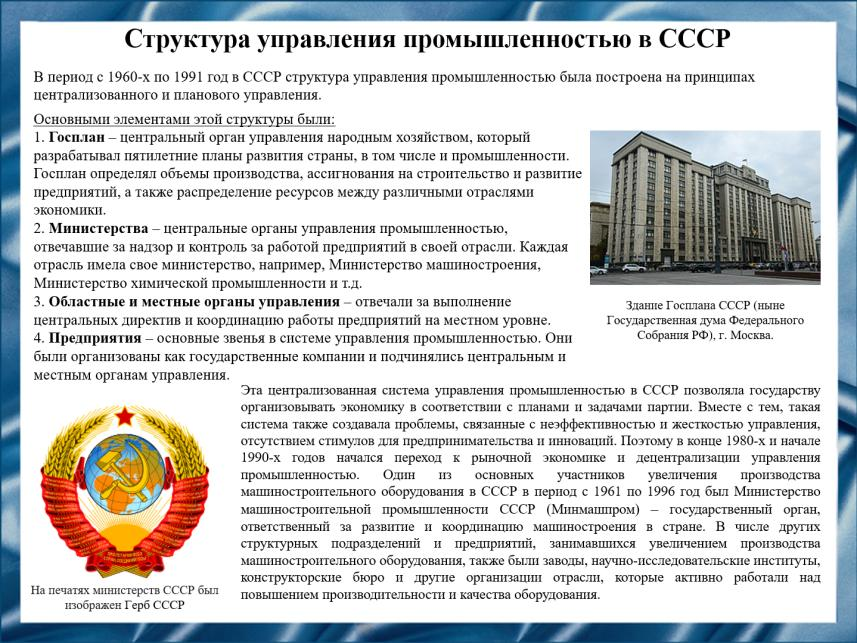 Структура управления промышленностью в СССР
В период с 1960-х по 1991 год в СССР структура управления промышленностью была построена на принципах
централизованного и планового управления.
Основными элементами этой структуры были:
1. Госплан – центральный орган управления народным хозяйством, который
разрабатывал пятилетние планы развития страны, в том числе и промышленности.
Госплан определял объемы производства, ассигнования на строительство и развитие
предприятий, а также распределение ресурсов между различными отраслями
экономики.
2. Министерства – центральные органы управления промышленностью,
отвечавшие за надзор и контроль за работой предприятий в своей отрасли. Каждая
отрасль имела свое министерство, например, Министерство машиностроения,
Министерство химической промышленности и т.д.
3. Областные и местные органы управления – отвечали за выполнение
центральных директив и координацию работы предприятий на местном уровне.
4. Предприятия – основные звенья в системе управления промышленностью. Они
были организованы как государственные компании и подчинялись центральным и
местным органам управления.
Здание Госплана СССР (ныне
Государственная дума Федерального
Собрания РФ), г. Москва.
Эта централизованная система управления промышленностью в СССР позволяла государству
организовывать экономику в соответствии с планами и задачами партии. Вместе с тем, такая
система также создавала проблемы, связанные с неэффективностью и жесткостью управления,
отсутствием стимулов для предпринимательства и инноваций. Поэтому в конце 1980-х и начале
1990-х годов начался переход к рыночной экономике и децентрализации управления
промышленностью. Один из основных участников увеличения производства
машиностроительного оборудования в СССР в период с 1961 по 1996 год был Министерство
машиностроительной промышленности СССР (Минмашпром) – государственный орган,
ответственный за развитие и координацию машиностроения в стране. В числе других
структурных подразделений и предприятий, занимавшихся увеличением производства
машиностроительного оборудования, также были заводы, научно-исследовательские институты,
конструкторские бюро и другие организации отрасли, которые активно работали над
повышением производительности и качества оборудования.
На печатях министерств СССР был
изображен Герб СССР